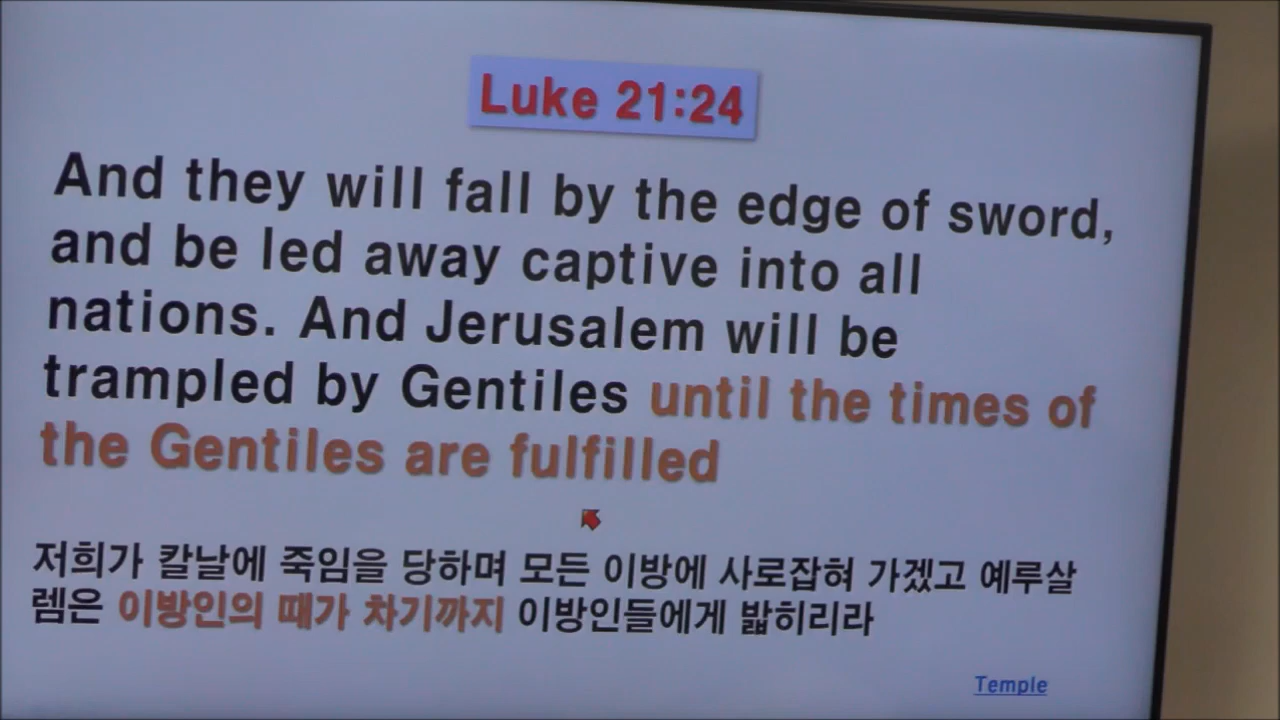 Luke 21:24
And they will fall by the edge of sword,
and be led away captive into all
nations. And Jerusalem will be
trampled by Gentiles until the times of
the Gentiles are fulfilled
저희가 칼날에 죽임을 당하며 모든 이방에 사로잡혀 가겠고 예루살
렘은 이방인의 때가 차기까지 이방인들에게 밟히리라
Temple